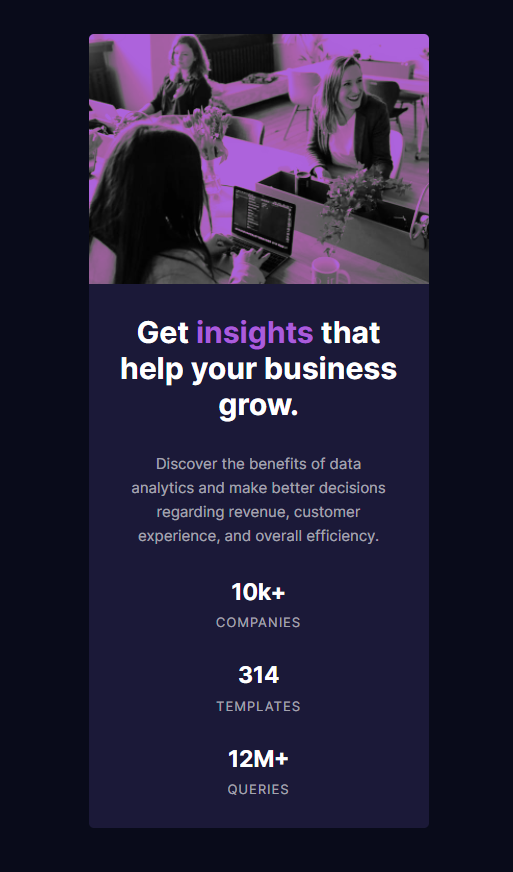 Get insights that
help your business
grow.
Discover the benefits of data
analytics and make better decisions
regarding revenue, customer
experience, and overall efficiency.
10k+
COMPANIES
314
TEMPLATES
12M+
QUERIES